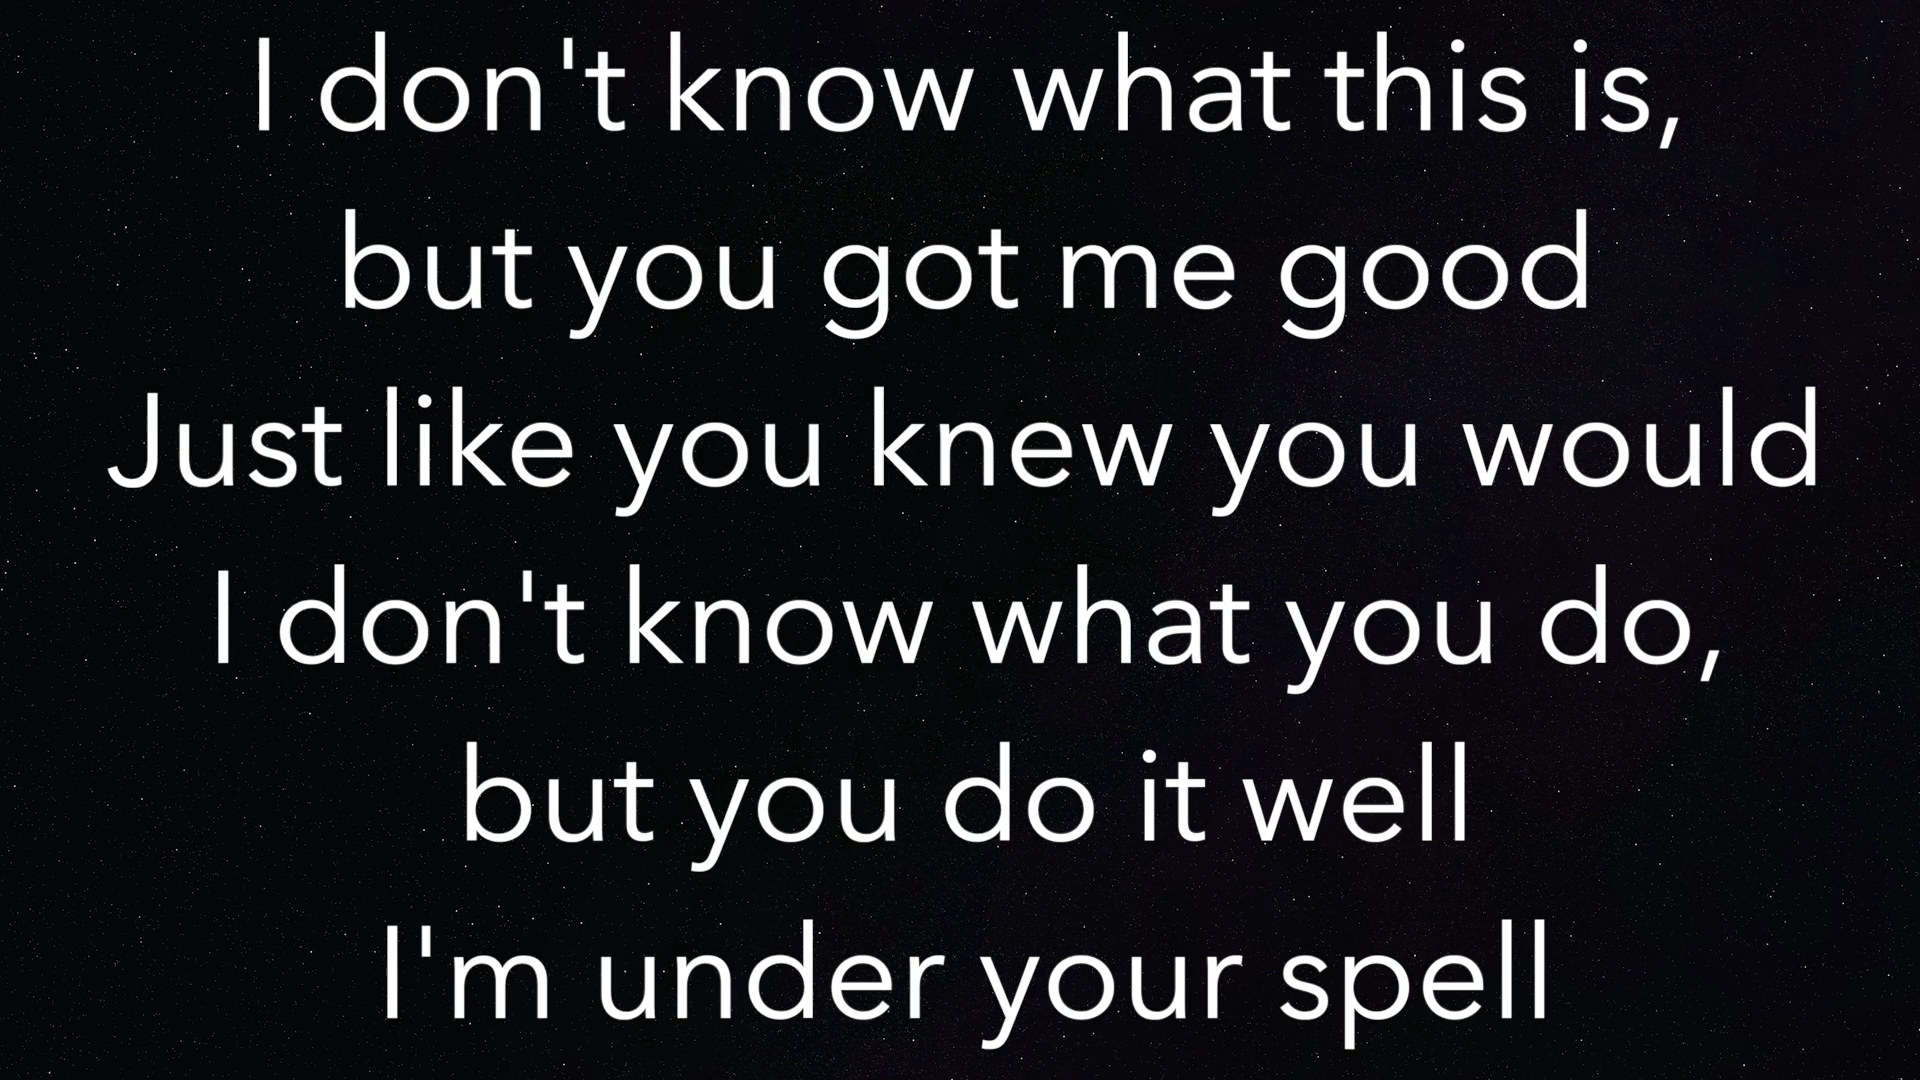 I don't know what this is,
but you got me good
Just like you knew you would
I don't know what you do,
but you do it well
I'm under your spell